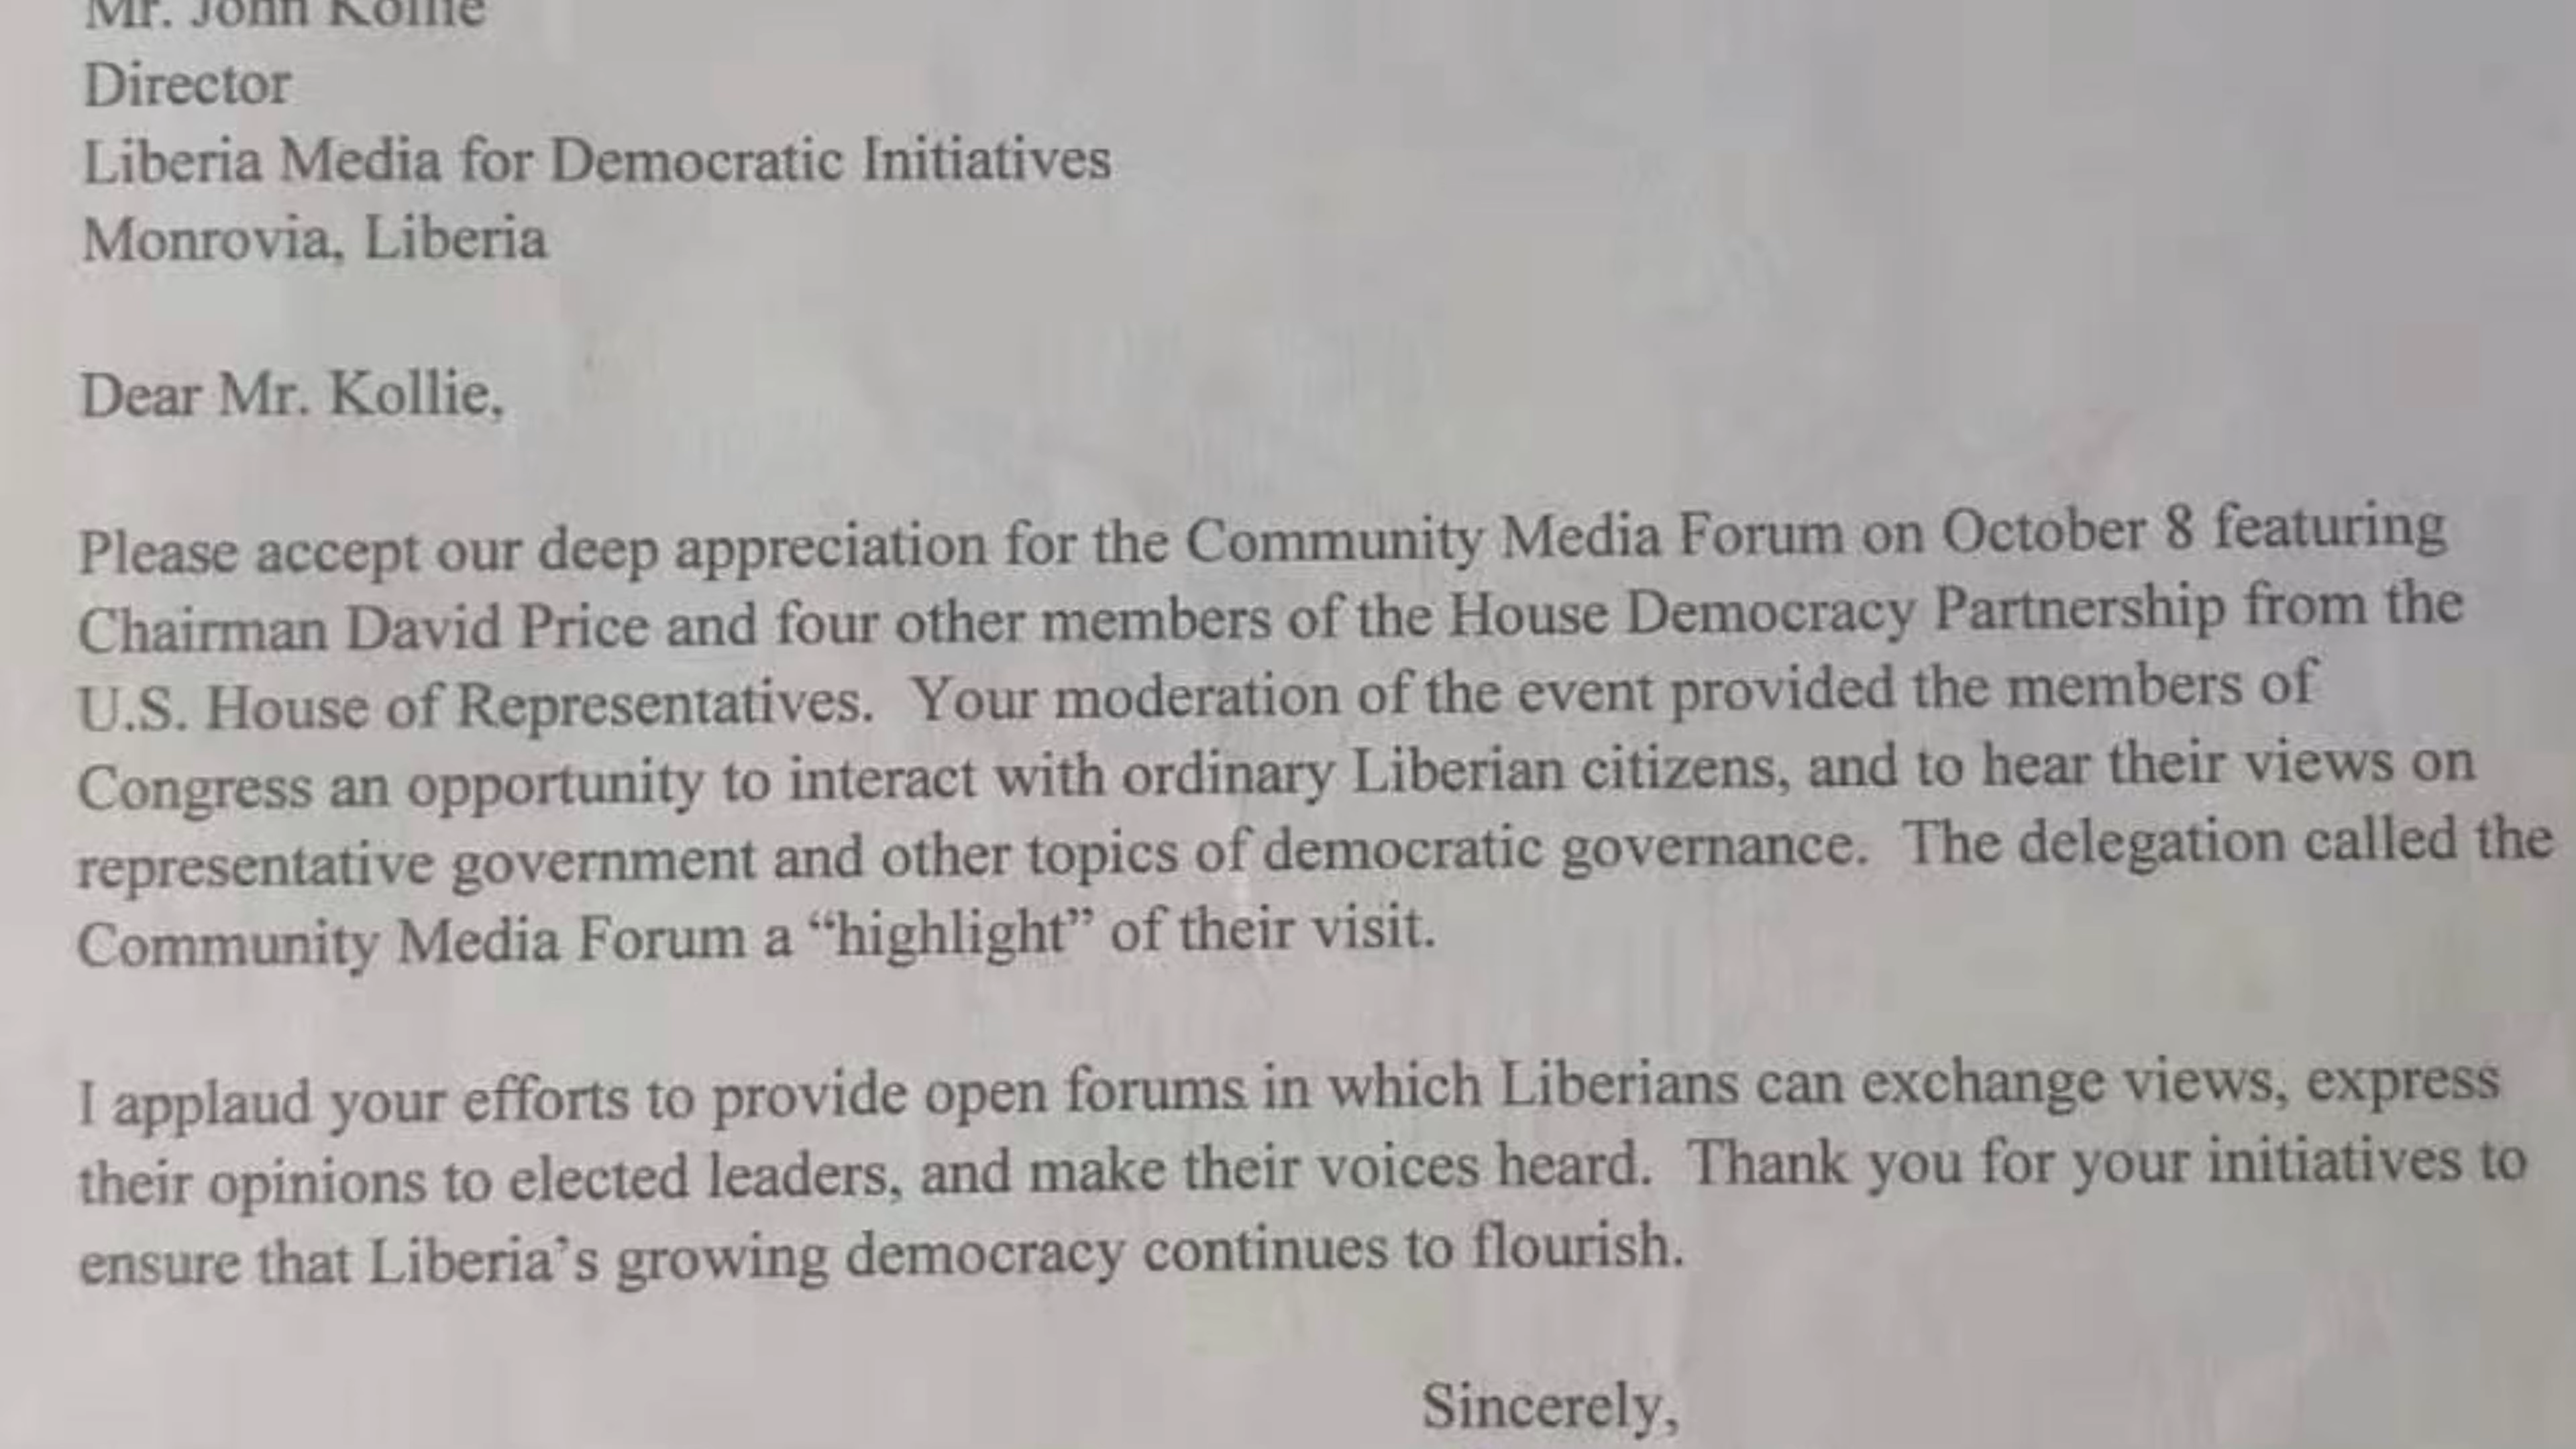 Mr. John Kollie
Director
Liberia Media for Democratic Initiatives
Monrovia, Liberia
Dear Mr. Kollie,
Please accept our deep appreciation for the Community Media Forum on October 8 featuring
Chairman David Price and four other members of the House Democracy Partnership from the
U.S. House of Representatives.  Your moderation of the event provided the members of
Congress an opportunity to interact with ordinary Liberian citizens, and to hear their views on
representative government and other topics of democratic governance.  The delegation called the
Community Media Forum a “highlight” of their visit.
I applaud your efforts to provide open forums in which Liberians can exchange views, express
their opinions to elected leaders, and make their voices heard.  Thank you for your initiatives to
ensure that Liberia’s growing democracy continues to flourish.
Sincerely,